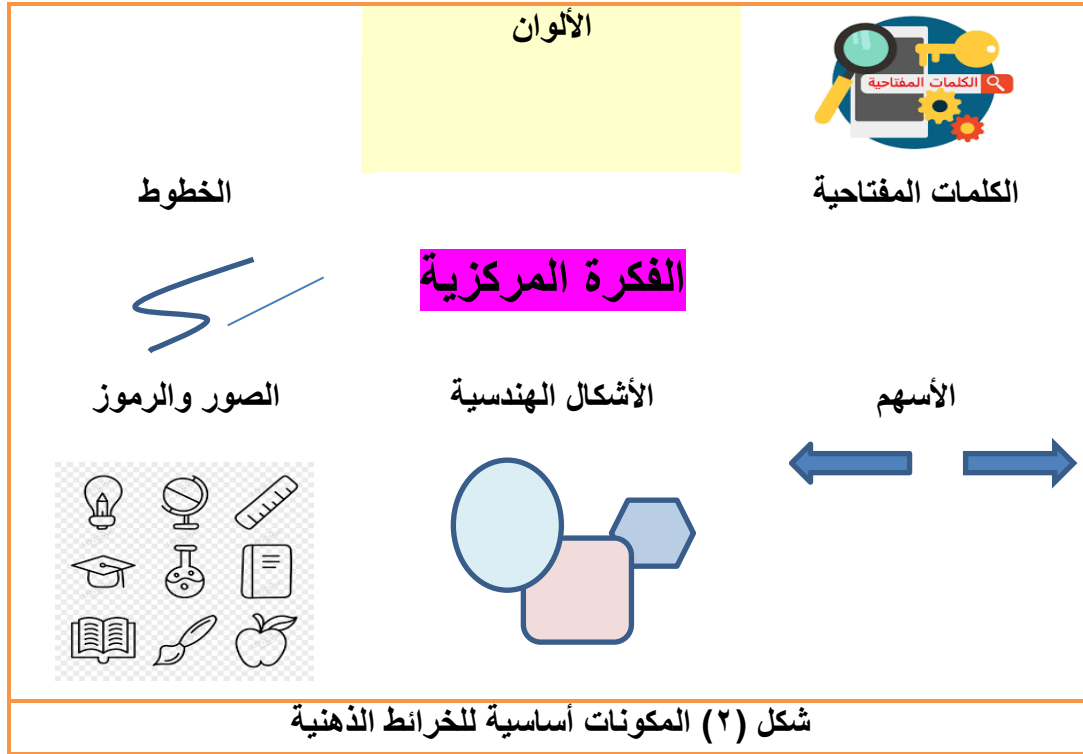 الألوان
الكلمات المفتاحية
الكلمات المفتاحية
الخطوط
الفكرة المركزية
الأسهم
الأشكال الهندسية
الصور والرموز
شكل (٢) المكونات أساسية للخرائط الذهنية